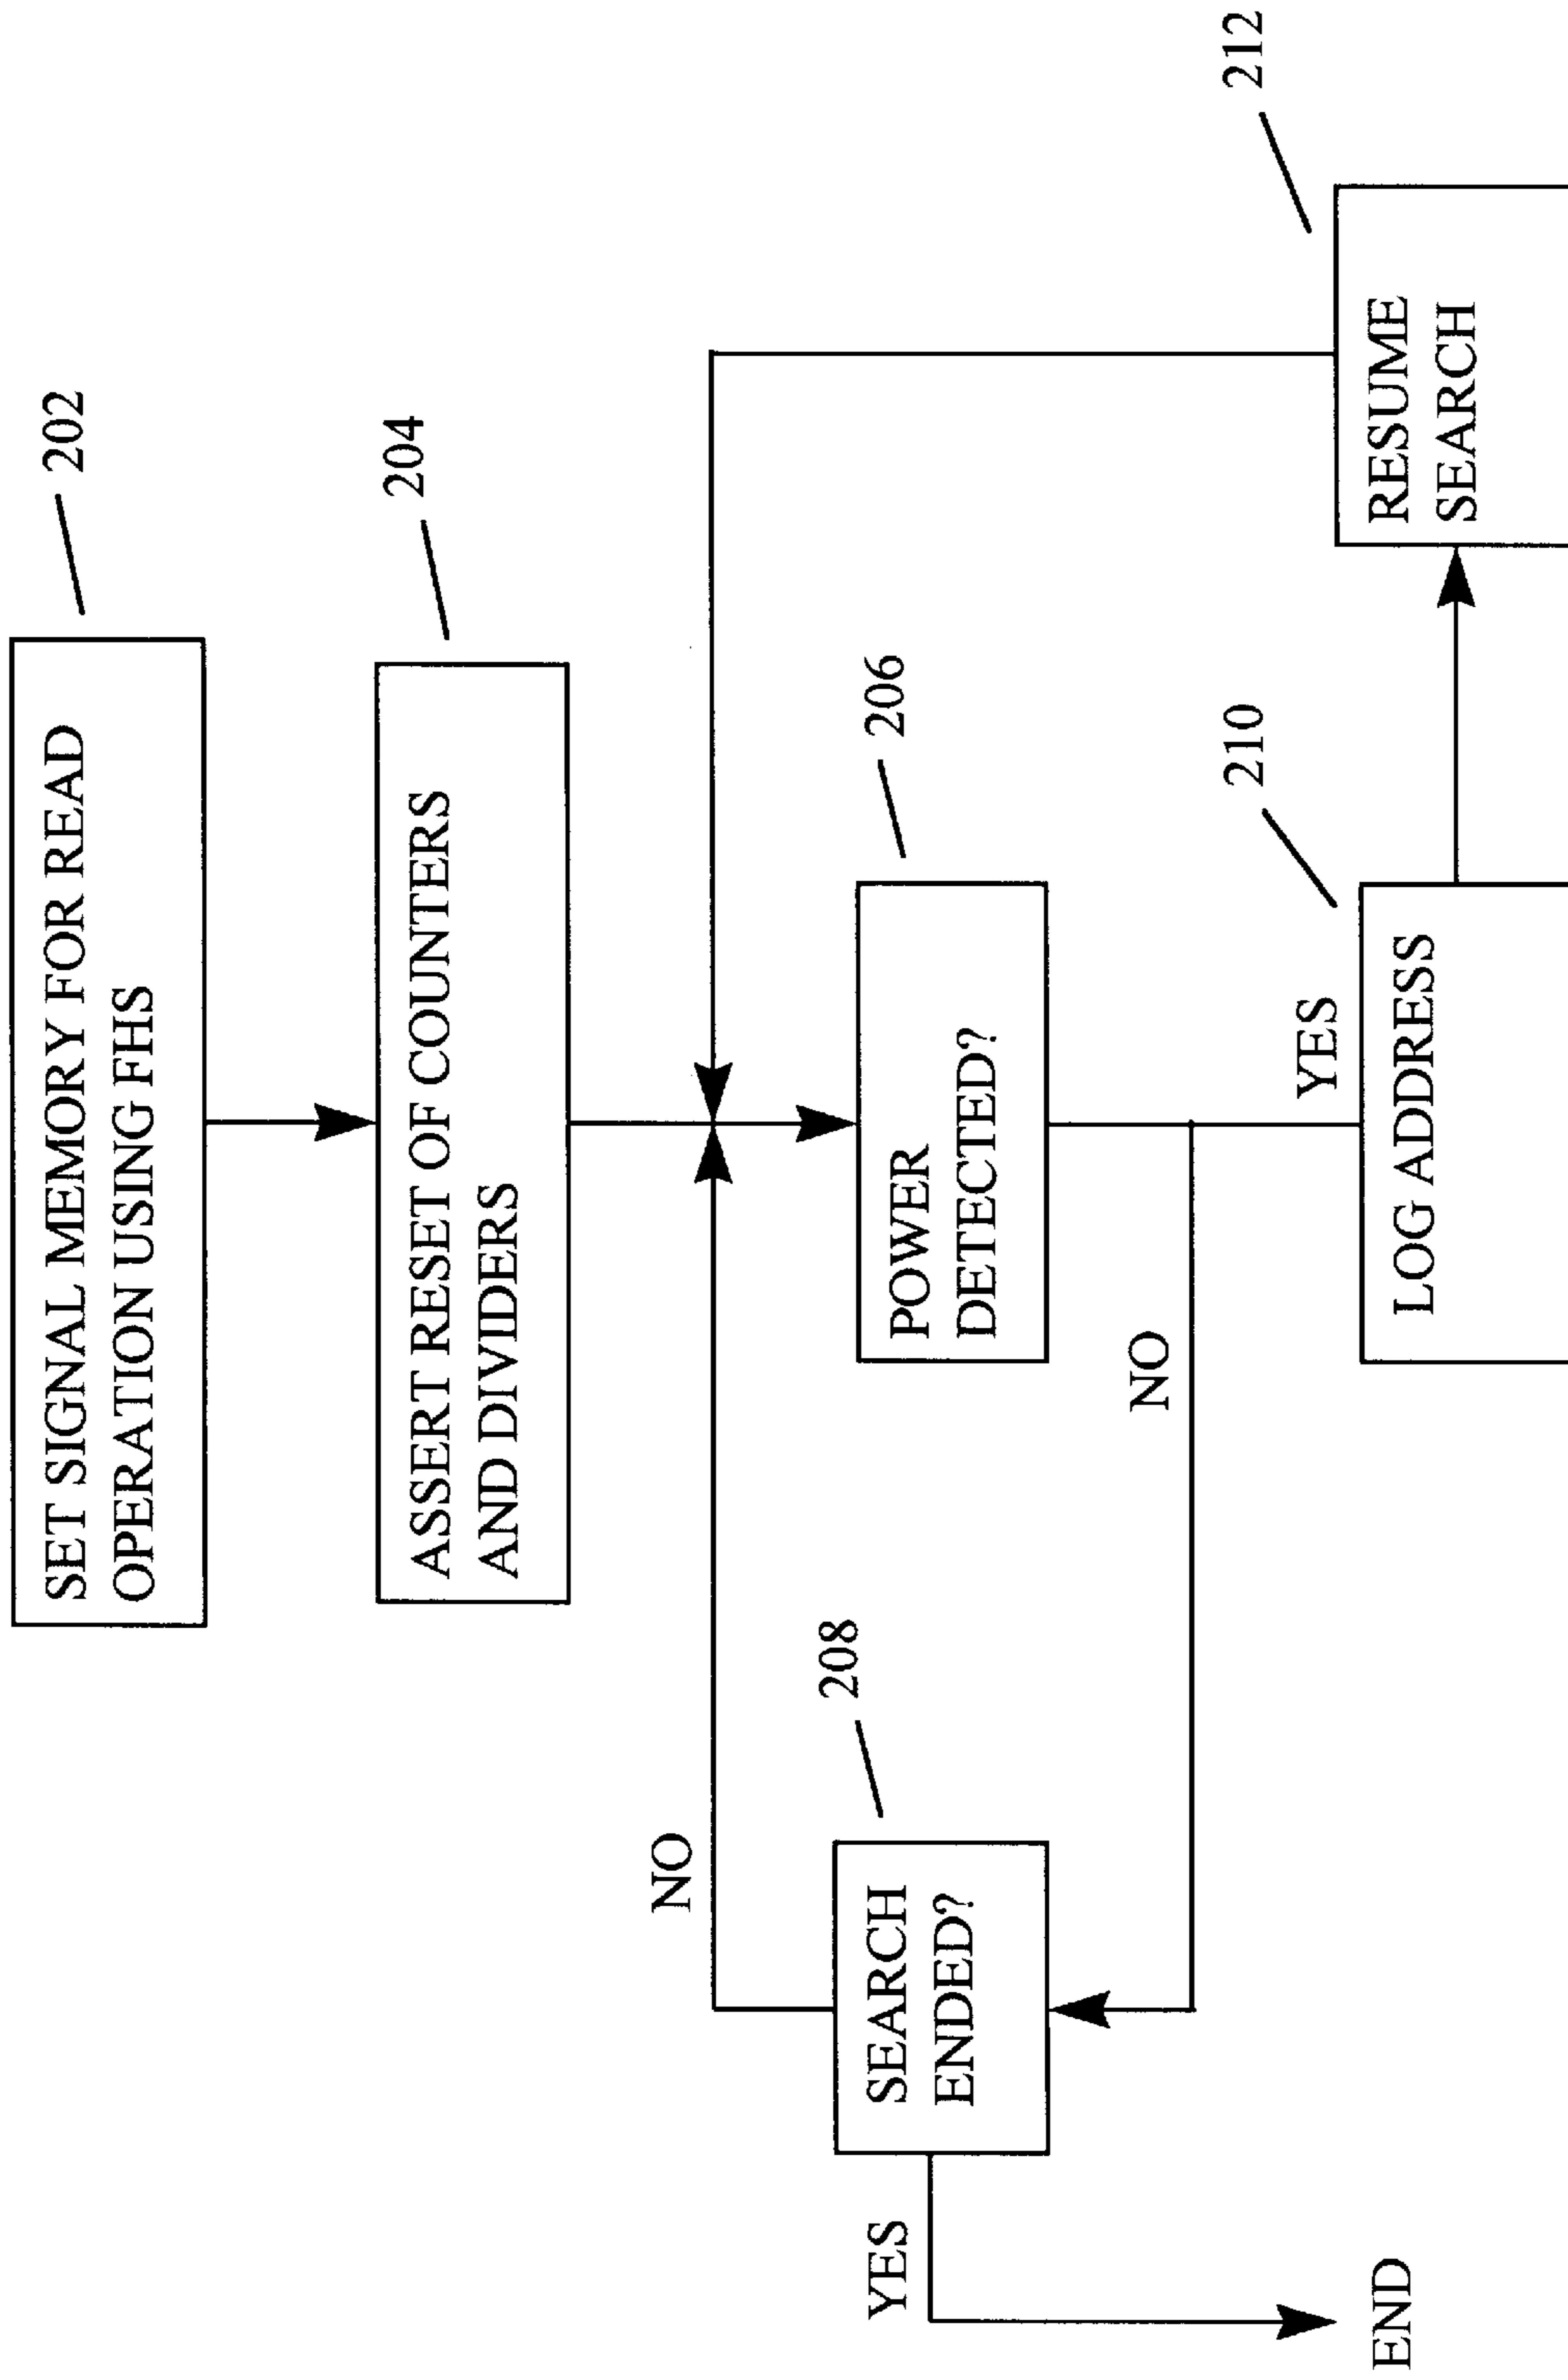 SET SIGNAL MEMORY FOR READ
OPERATION USING FHS
202
ASSERT RESET OF COUNTERS
AND DIVIDERS
204
NO
208
SEARCH
ENDED?
YES
END
POWER
DETECTED?
206
NO
YES
210
LOG ADDRESS
212
RESUME
SEARCH